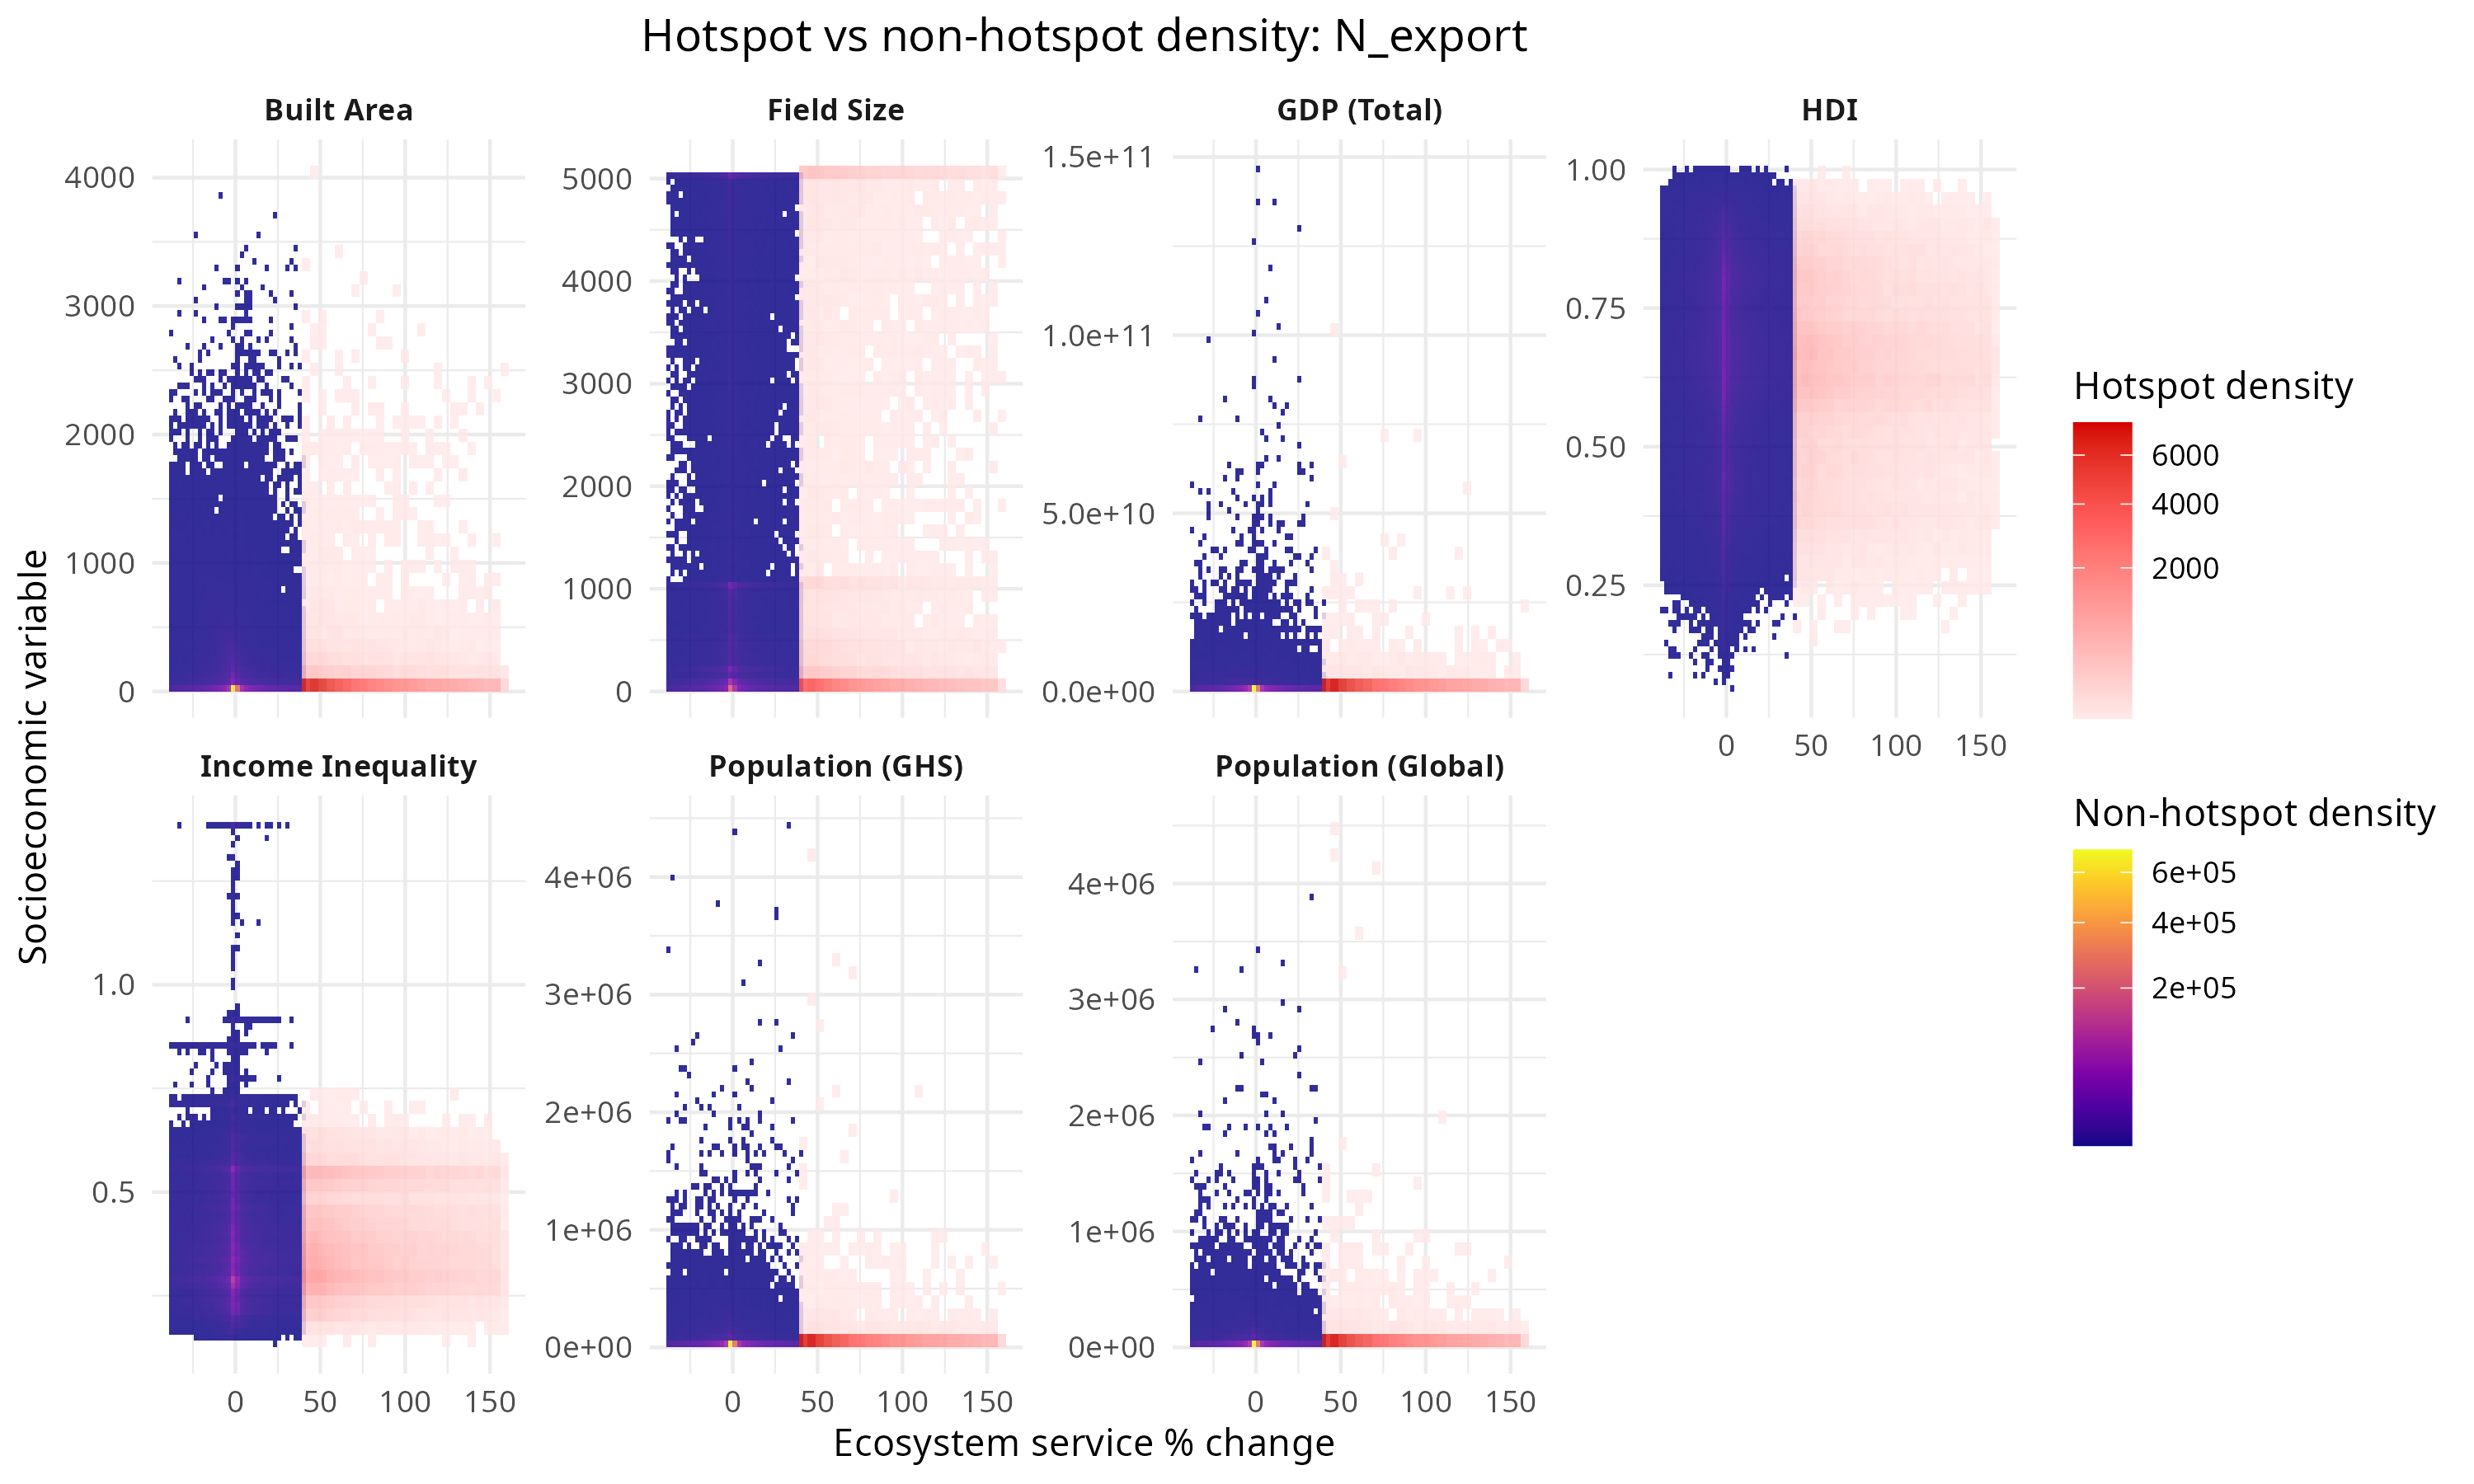 Hotspot vs non-hotspot density: N_export
Built Area
Field Size
GDP (Total)
HDI
4000
3000
2000
1000
0
5000
4000
3000
2000
1000
0
1.5e+11
1.0e+11
5.0e+10
0.0e+00
1.00
0.75
0.50
0.25
0 50 100 150
Income Inequality
Population (GHS)
Population (Global)
1.0
0.5
4e+06
3e+06
2e+06
1e+06
0e+00
4e+06
3e+06
2e+06
1e+06
0e+00
0 50 100 150
0 50 100 150
0 50 100 150
Ecosystem service % change
Socioeconomic variable
Hotspot density
6000
4000
2000
Non-hotspot density
6e+05
4e+05
2e+05